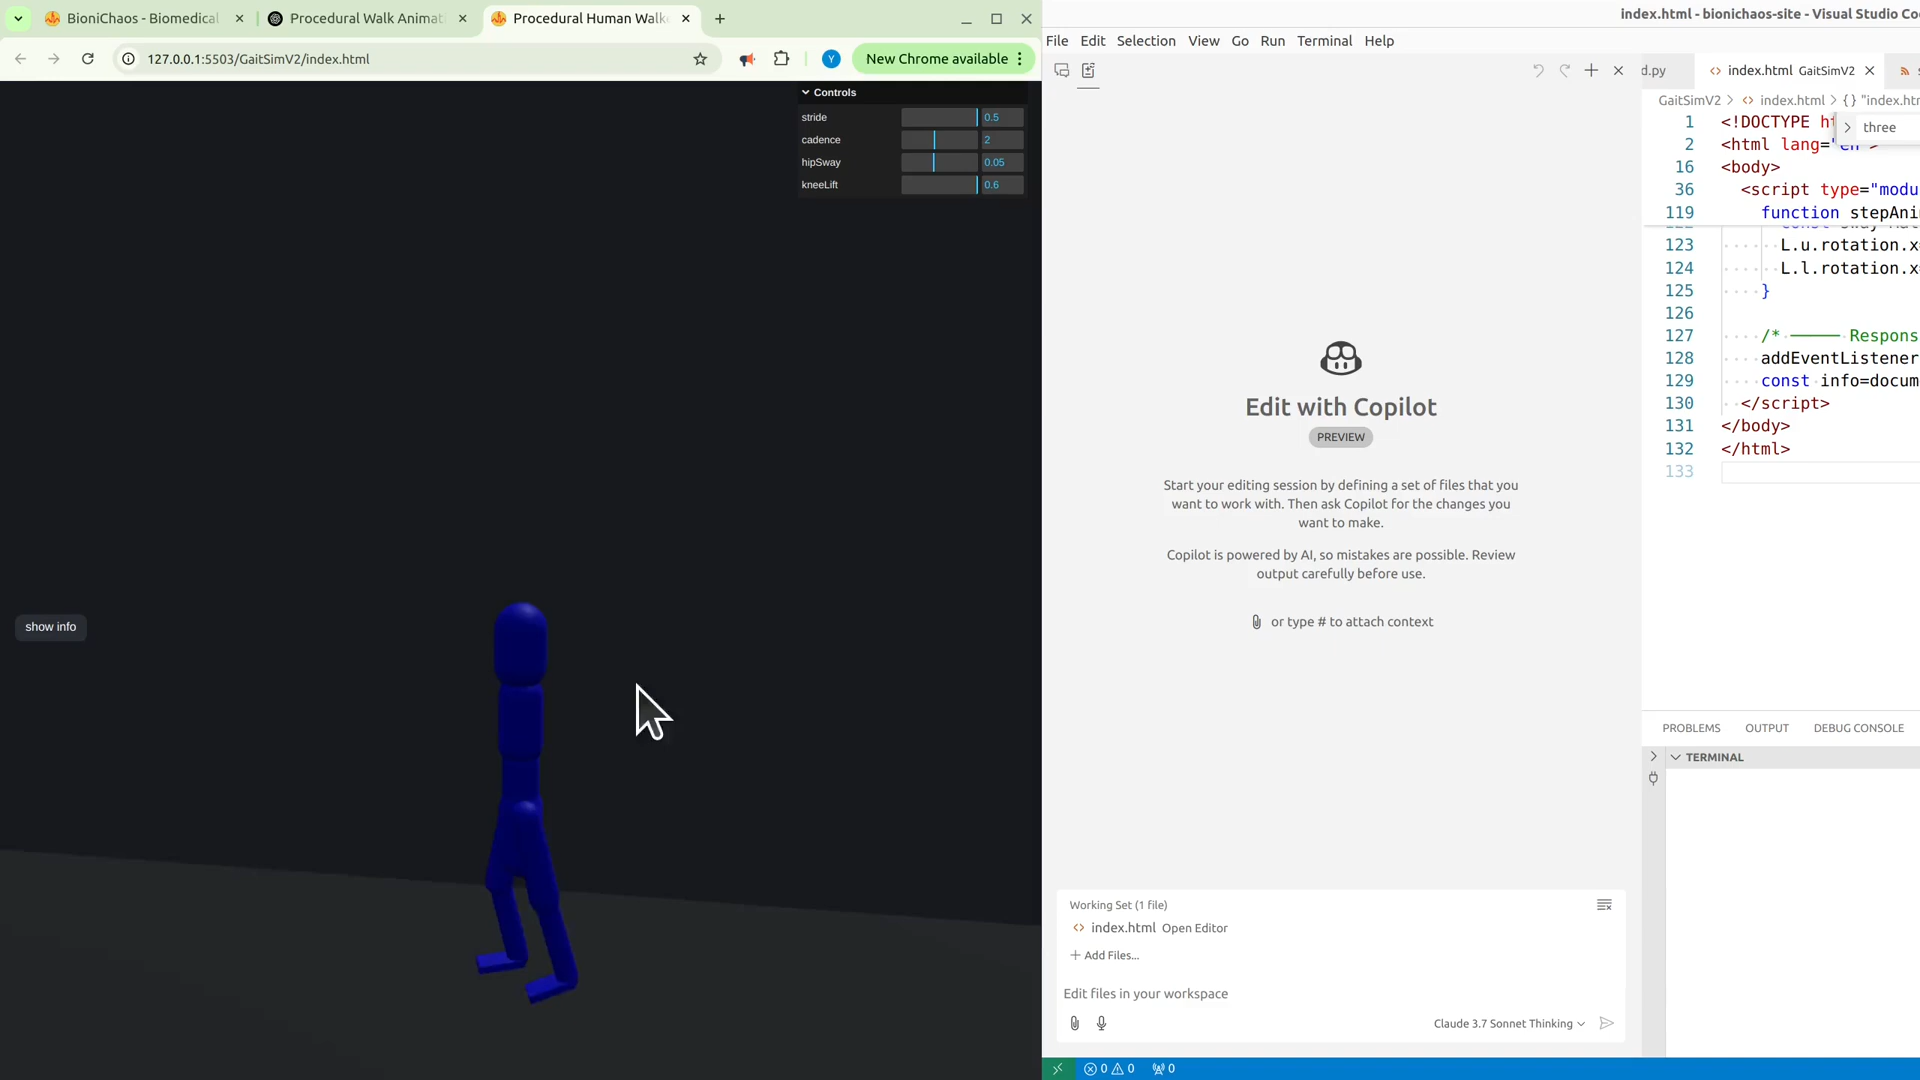 BioniChaos - Biomedical
Procedural Walk Animati
Procedural Human Walke
127.0.0.1:5503/GaitSimV2/index.html
Y
New Chrome available
Controls
stride 0.5
cadence 2
hipSway 0.05
kneeLift 0.6
show info
index.html - bionichaos-site - Visual Studio Co
File Edit Selection View Go Run Terminal Help
d.py
<> index.html GaitSimV2
GaitSimV2 > <> index.html > {} "index.htm
three
1 <!DOCTYPE ht
2 <html lang="en">
16 <body>
36 <script type="modu
119 function stepAni
123 L.u.rotation.x=
124 L.l.rotation.x=
125 }
126
127 /* ───── Respons
128 addEventListener
129 const info=docum
130 </script>
131 </body>
132 </html>
133
Edit with Copilot
PREVIEW
Start your editing session by defining a set of files that you
want to work with. Then ask Copilot for the changes you
want to make.
Copilot is powered by AI, so mistakes are possible. Review
output carefully before use.
or type # to attach context
PROBLEMS OUTPUT DEBUG CONSOLE
TERMINAL
Working Set (1 file)
<> index.html Open Editor
+ Add Files...
Edit files in your workspace
Claude 3.7 Sonnet Thinking
0 0 0